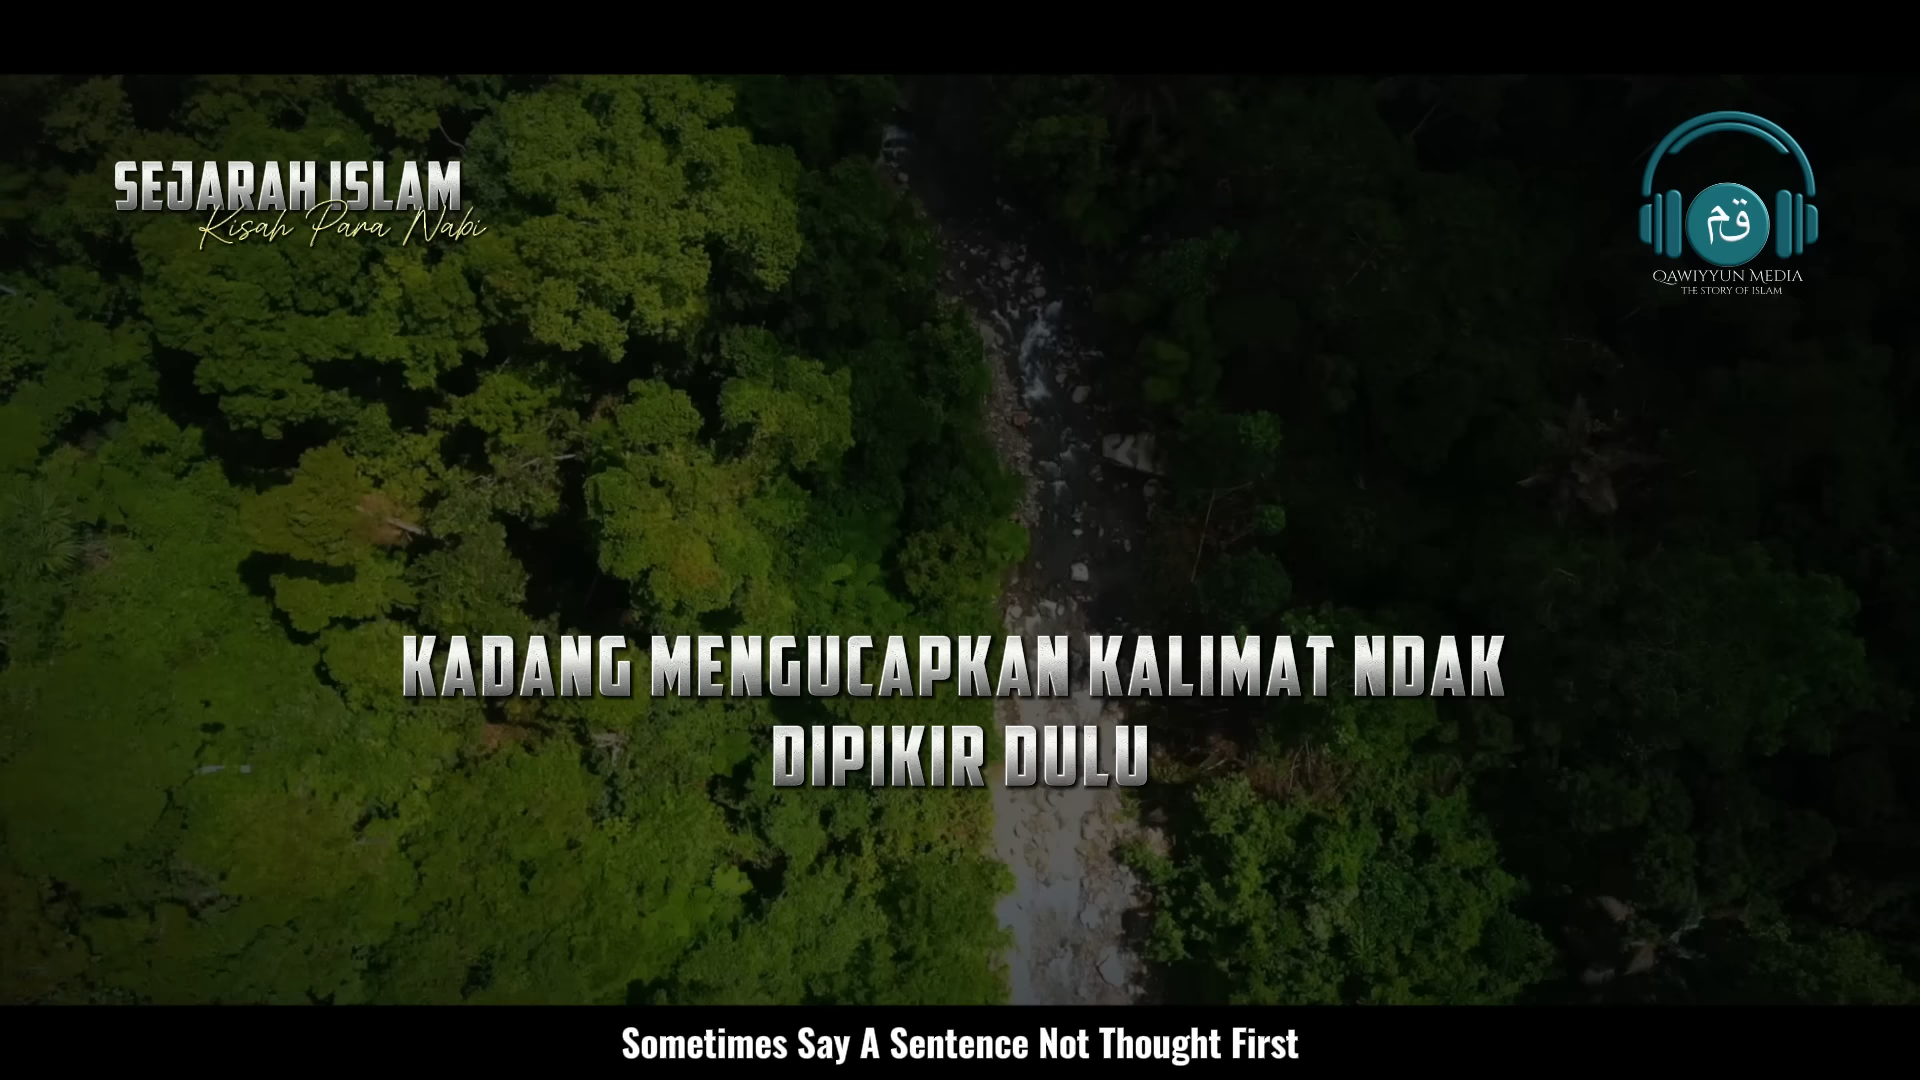 SEJARAH ISLAM
Kisah Para Nabi
قم
QAWIYYUN MEDIA
THE STORY OF ISLAM
KADANG MENGUCAPKAN KALIMAT NDAK
DIPIKIR DULU
Sometimes Say A Sentence Not Thought First